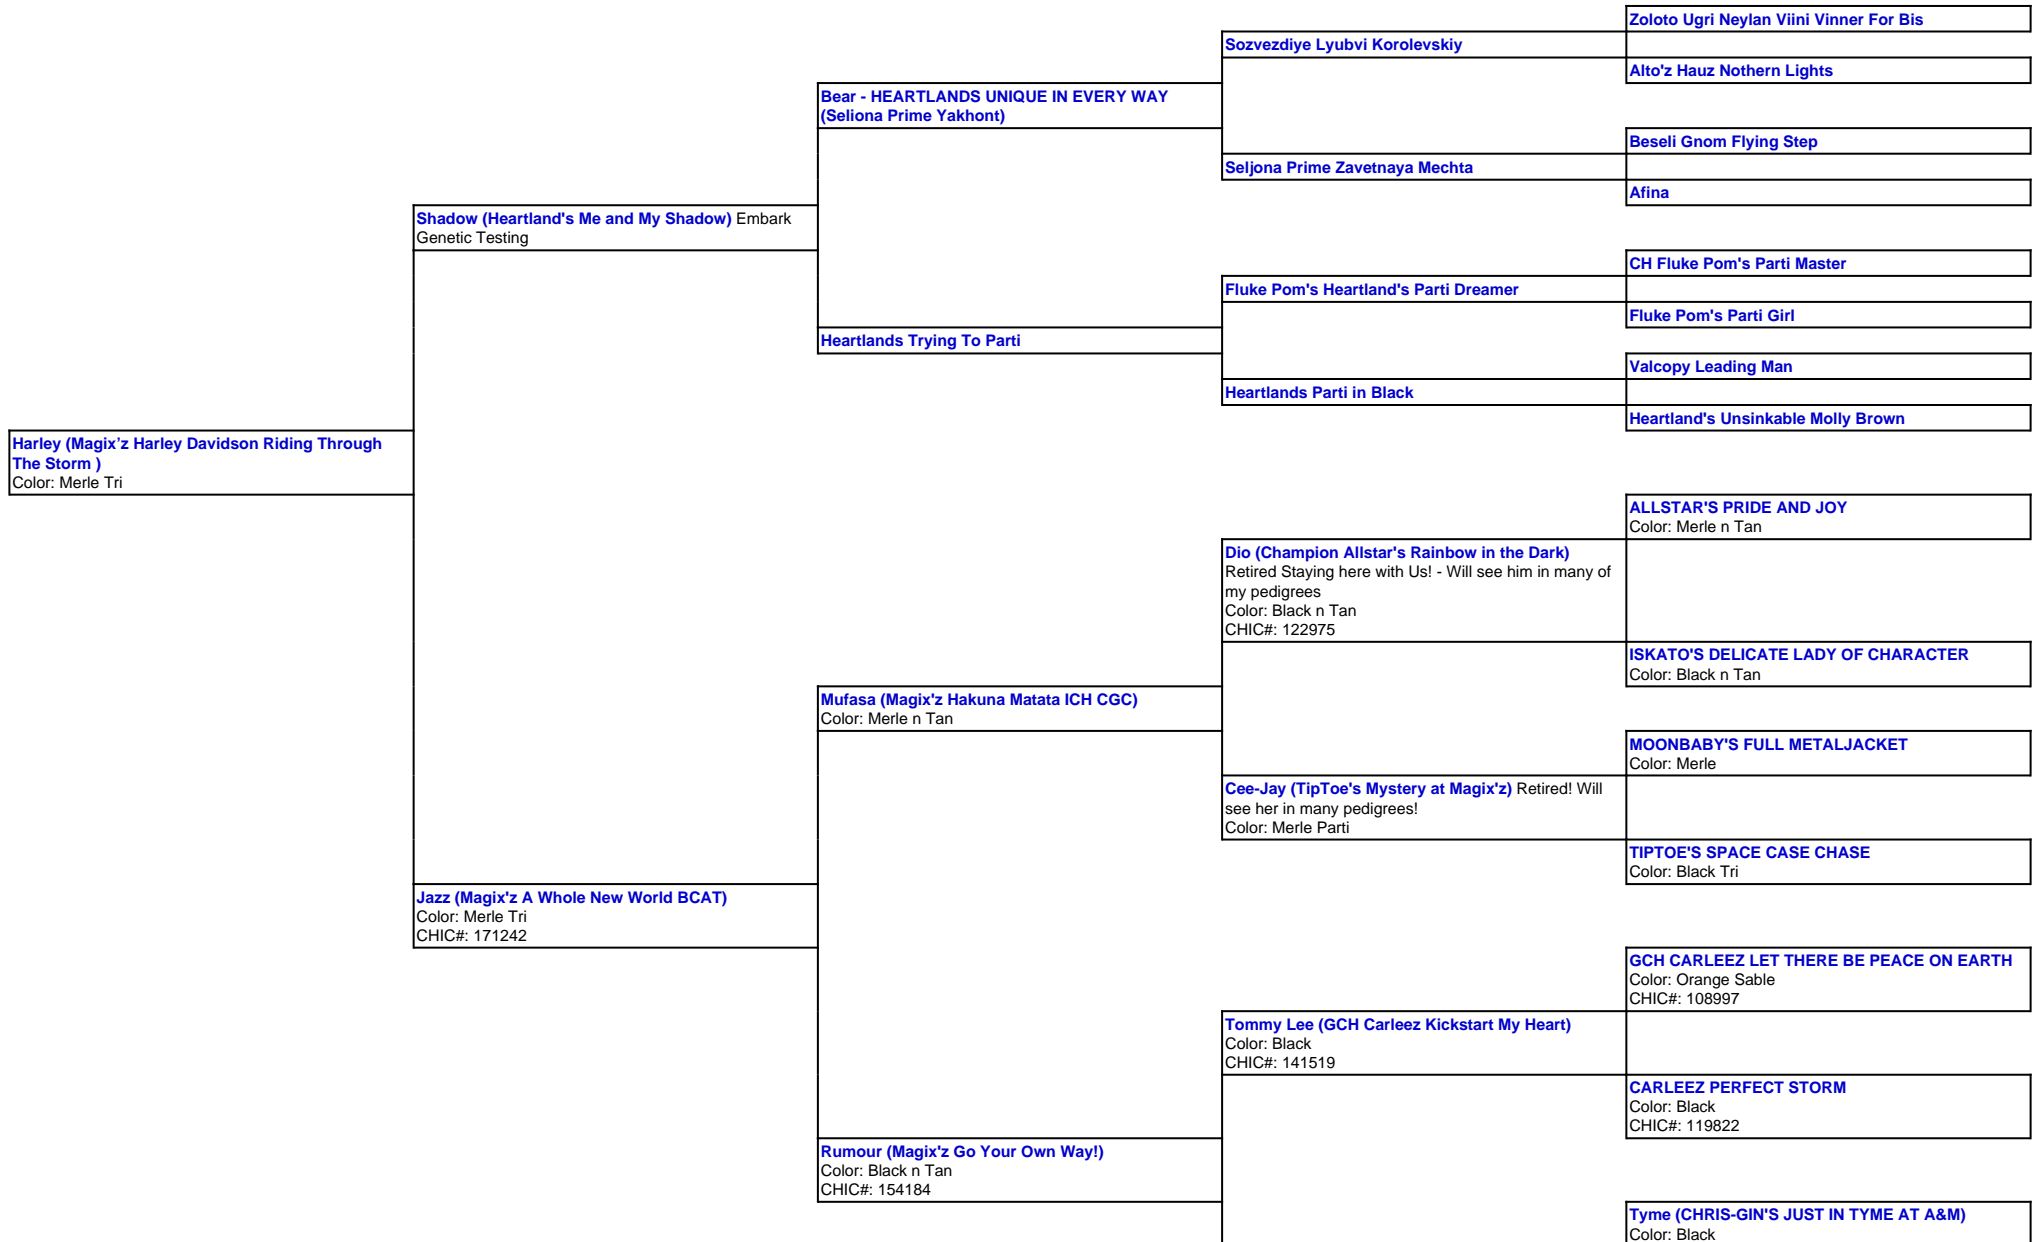 Zoloto Ugri Neylan Viini Vinner For Bis
Sozvezdiye Lyubvi Korolevskiy
Alto'z Hauz Nothern Lights
Bear - HEARTLANDS UNIQUE IN EVERY WAY
(Seliona Prime Yakhont)
Beseli Gnom Flying Step
Seljona Prime Zavetnaya Mechta
Afina
Shadow (Heartland's Me and My Shadow) Embark
Genetic Testing
CH Fluke Pom's Parti Master
Fluke Pom's Heartland's Parti Dreamer
Fluke Pom's Parti Girl
Heartlands Trying To Parti
Valcopy Leading Man
Heartlands Parti in Black
Heartland's Unsinkable Molly Brown
Harley (Magix’z Harley Davidson Riding Through
The Storm )
Color: Merle Tri
ALLSTAR'S PRIDE AND JOY
Color: Merle n Tan
Dio (Champion Allstar's Rainbow in the Dark)
Retired Staying here with Us! - Will see him in many of
my pedigrees
Color: Black n Tan
CHIC#: 122975
ISKATO'S DELICATE LADY OF CHARACTER
Color: Black n Tan
Mufasa (Magix'z Hakuna Matata ICH CGC)
Color: Merle n Tan
MOONBABY'S FULL METALJACKET
Color: Merle
Cee-Jay (TipToe's Mystery at Magix'z) Retired! Will
see her in many pedigrees!
Color: Merle Parti
TIPTOE'S SPACE CASE CHASE
Color: Black Tri
Jazz (Magix'z A Whole New World BCAT)
Color: Merle Tri
CHIC#: 171242
GCH CARLEEZ LET THERE BE PEACE ON EARTH
Color: Orange Sable
CHIC#: 108997
Tommy Lee (GCH Carleez Kickstart My Heart)
Color: Black
CHIC#: 141519
CARLEEZ PERFECT STORM
Color: Black
CHIC#: 119822
Rumour (Magix'z Go Your Own Way!)
Color: Black n Tan
CHIC#: 154184
Tyme (CHRIS-GIN'S JUST IN TYME AT A&M)
Color: Black